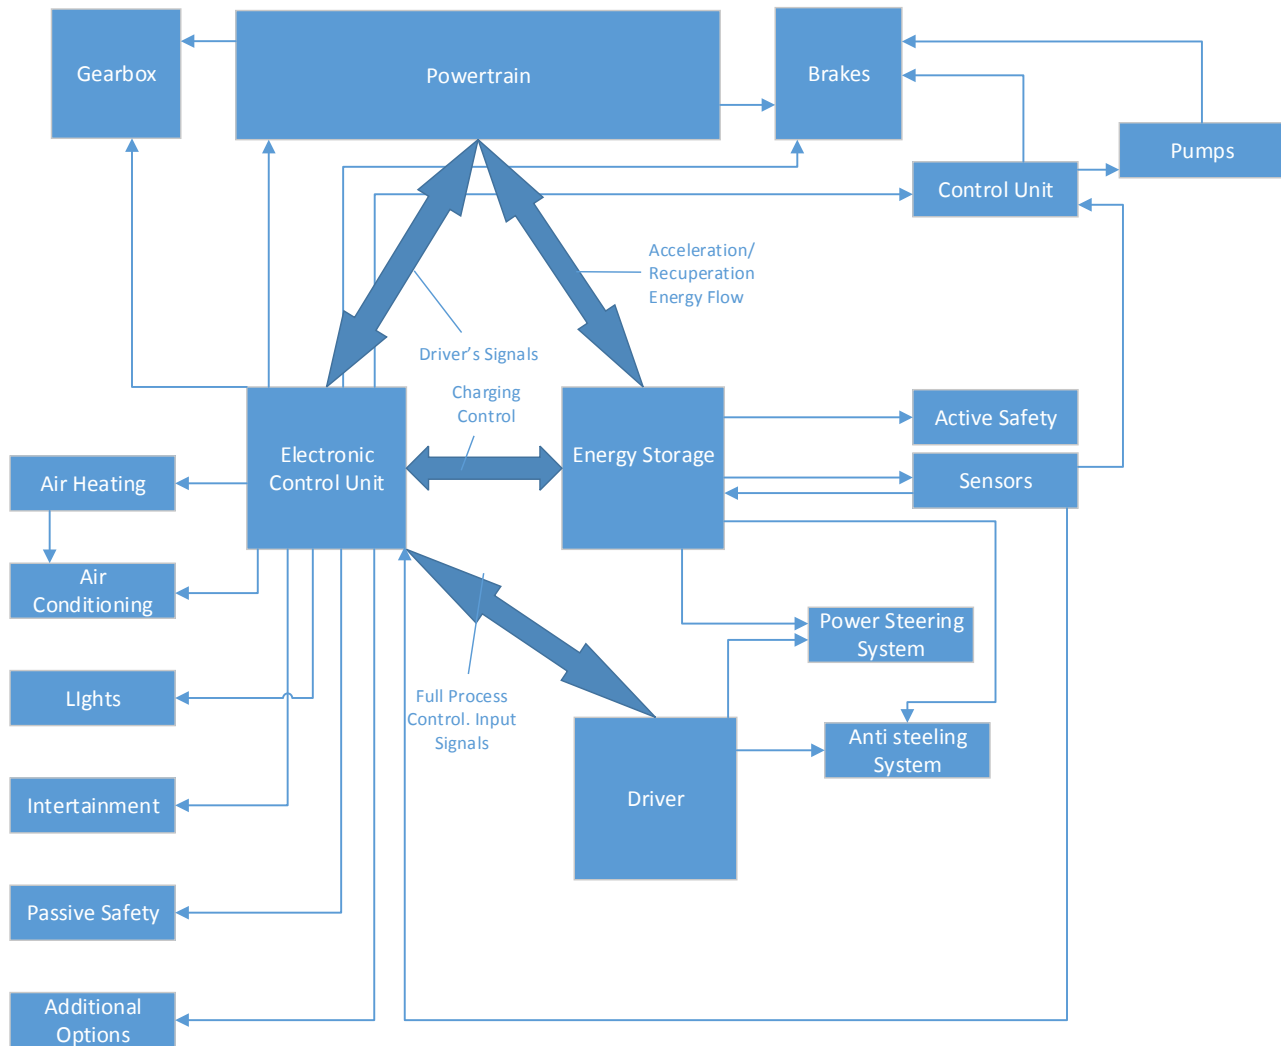 Gearbox
Powertrain
Brakes
Pumps
Control Unit
Acceleration/
Recuperation
Energy Flow
Driver's Signals
Charging
Control
Electronic
Control Unit
Energy Storage
Active Safety
Sensors
Air Heating
Air
Conditioning
Power Steering
System
LIghts
Full Process
Control. Input
Signals
Anti steeling
System
Driver
Intertainment
Passive Safety
Additional
Options